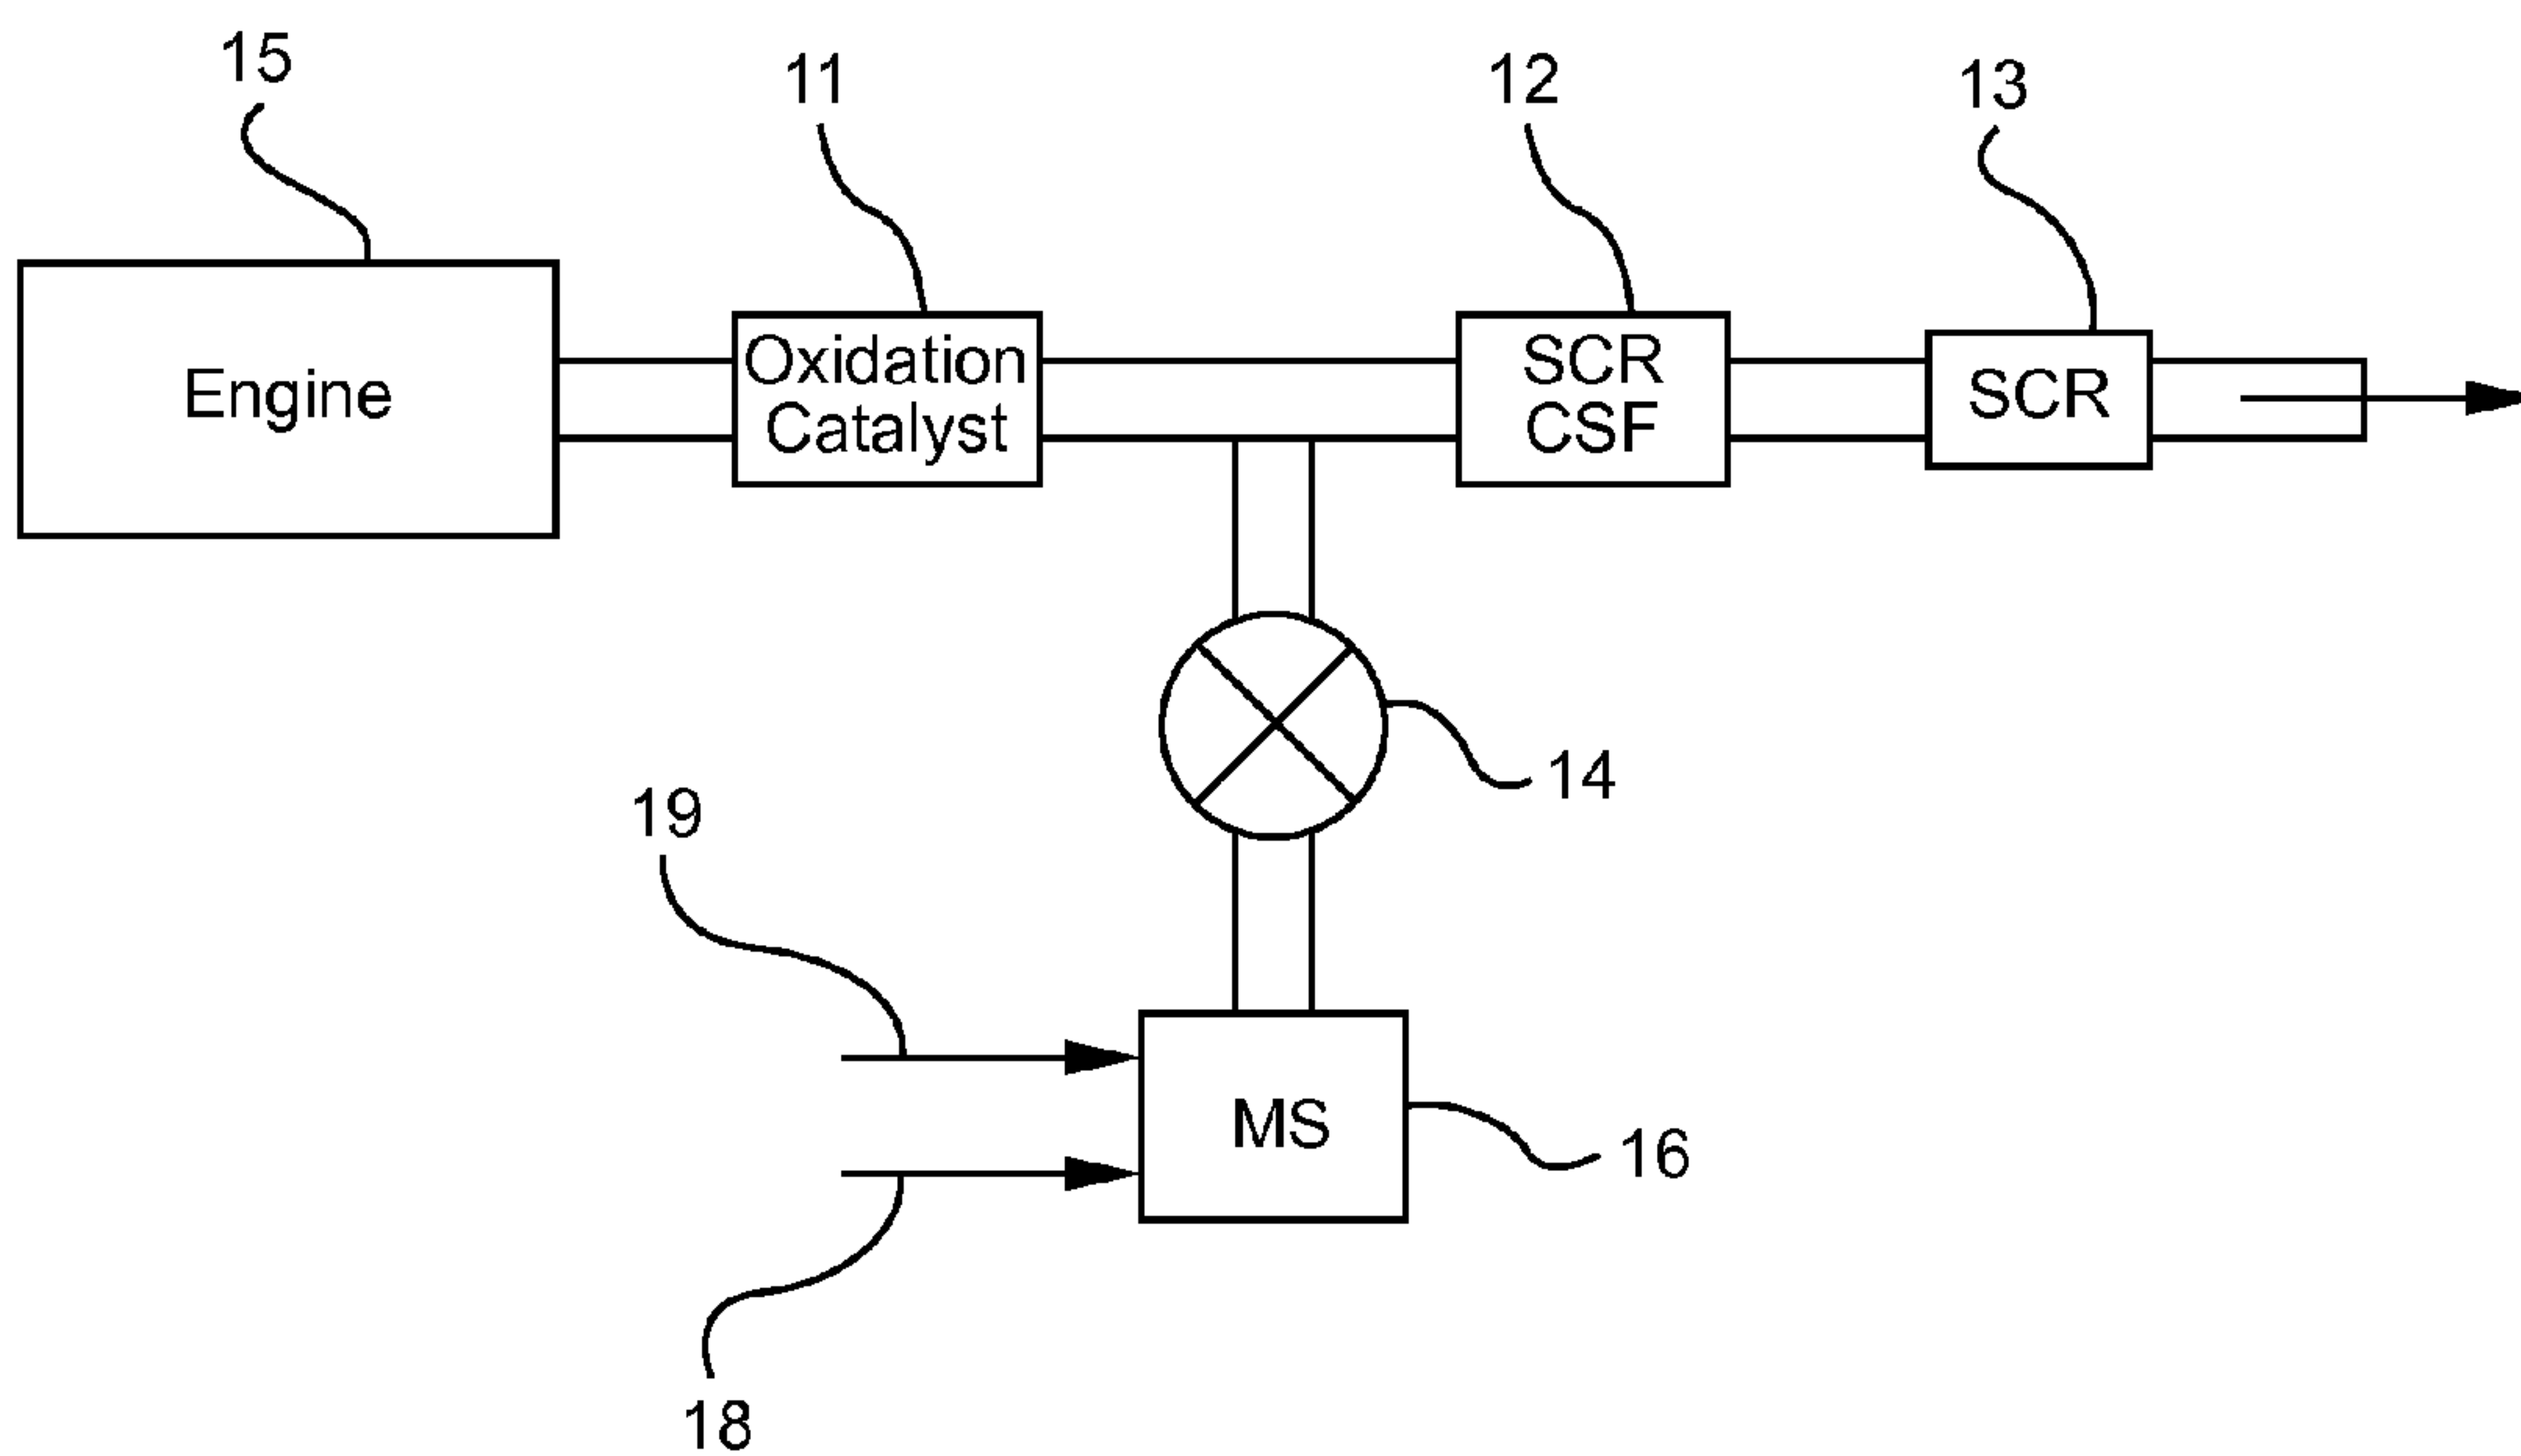 15
11
12
13
Engine
Oxidation
Catalyst
SCR
CSF
SCR
14
19
MS
16
18